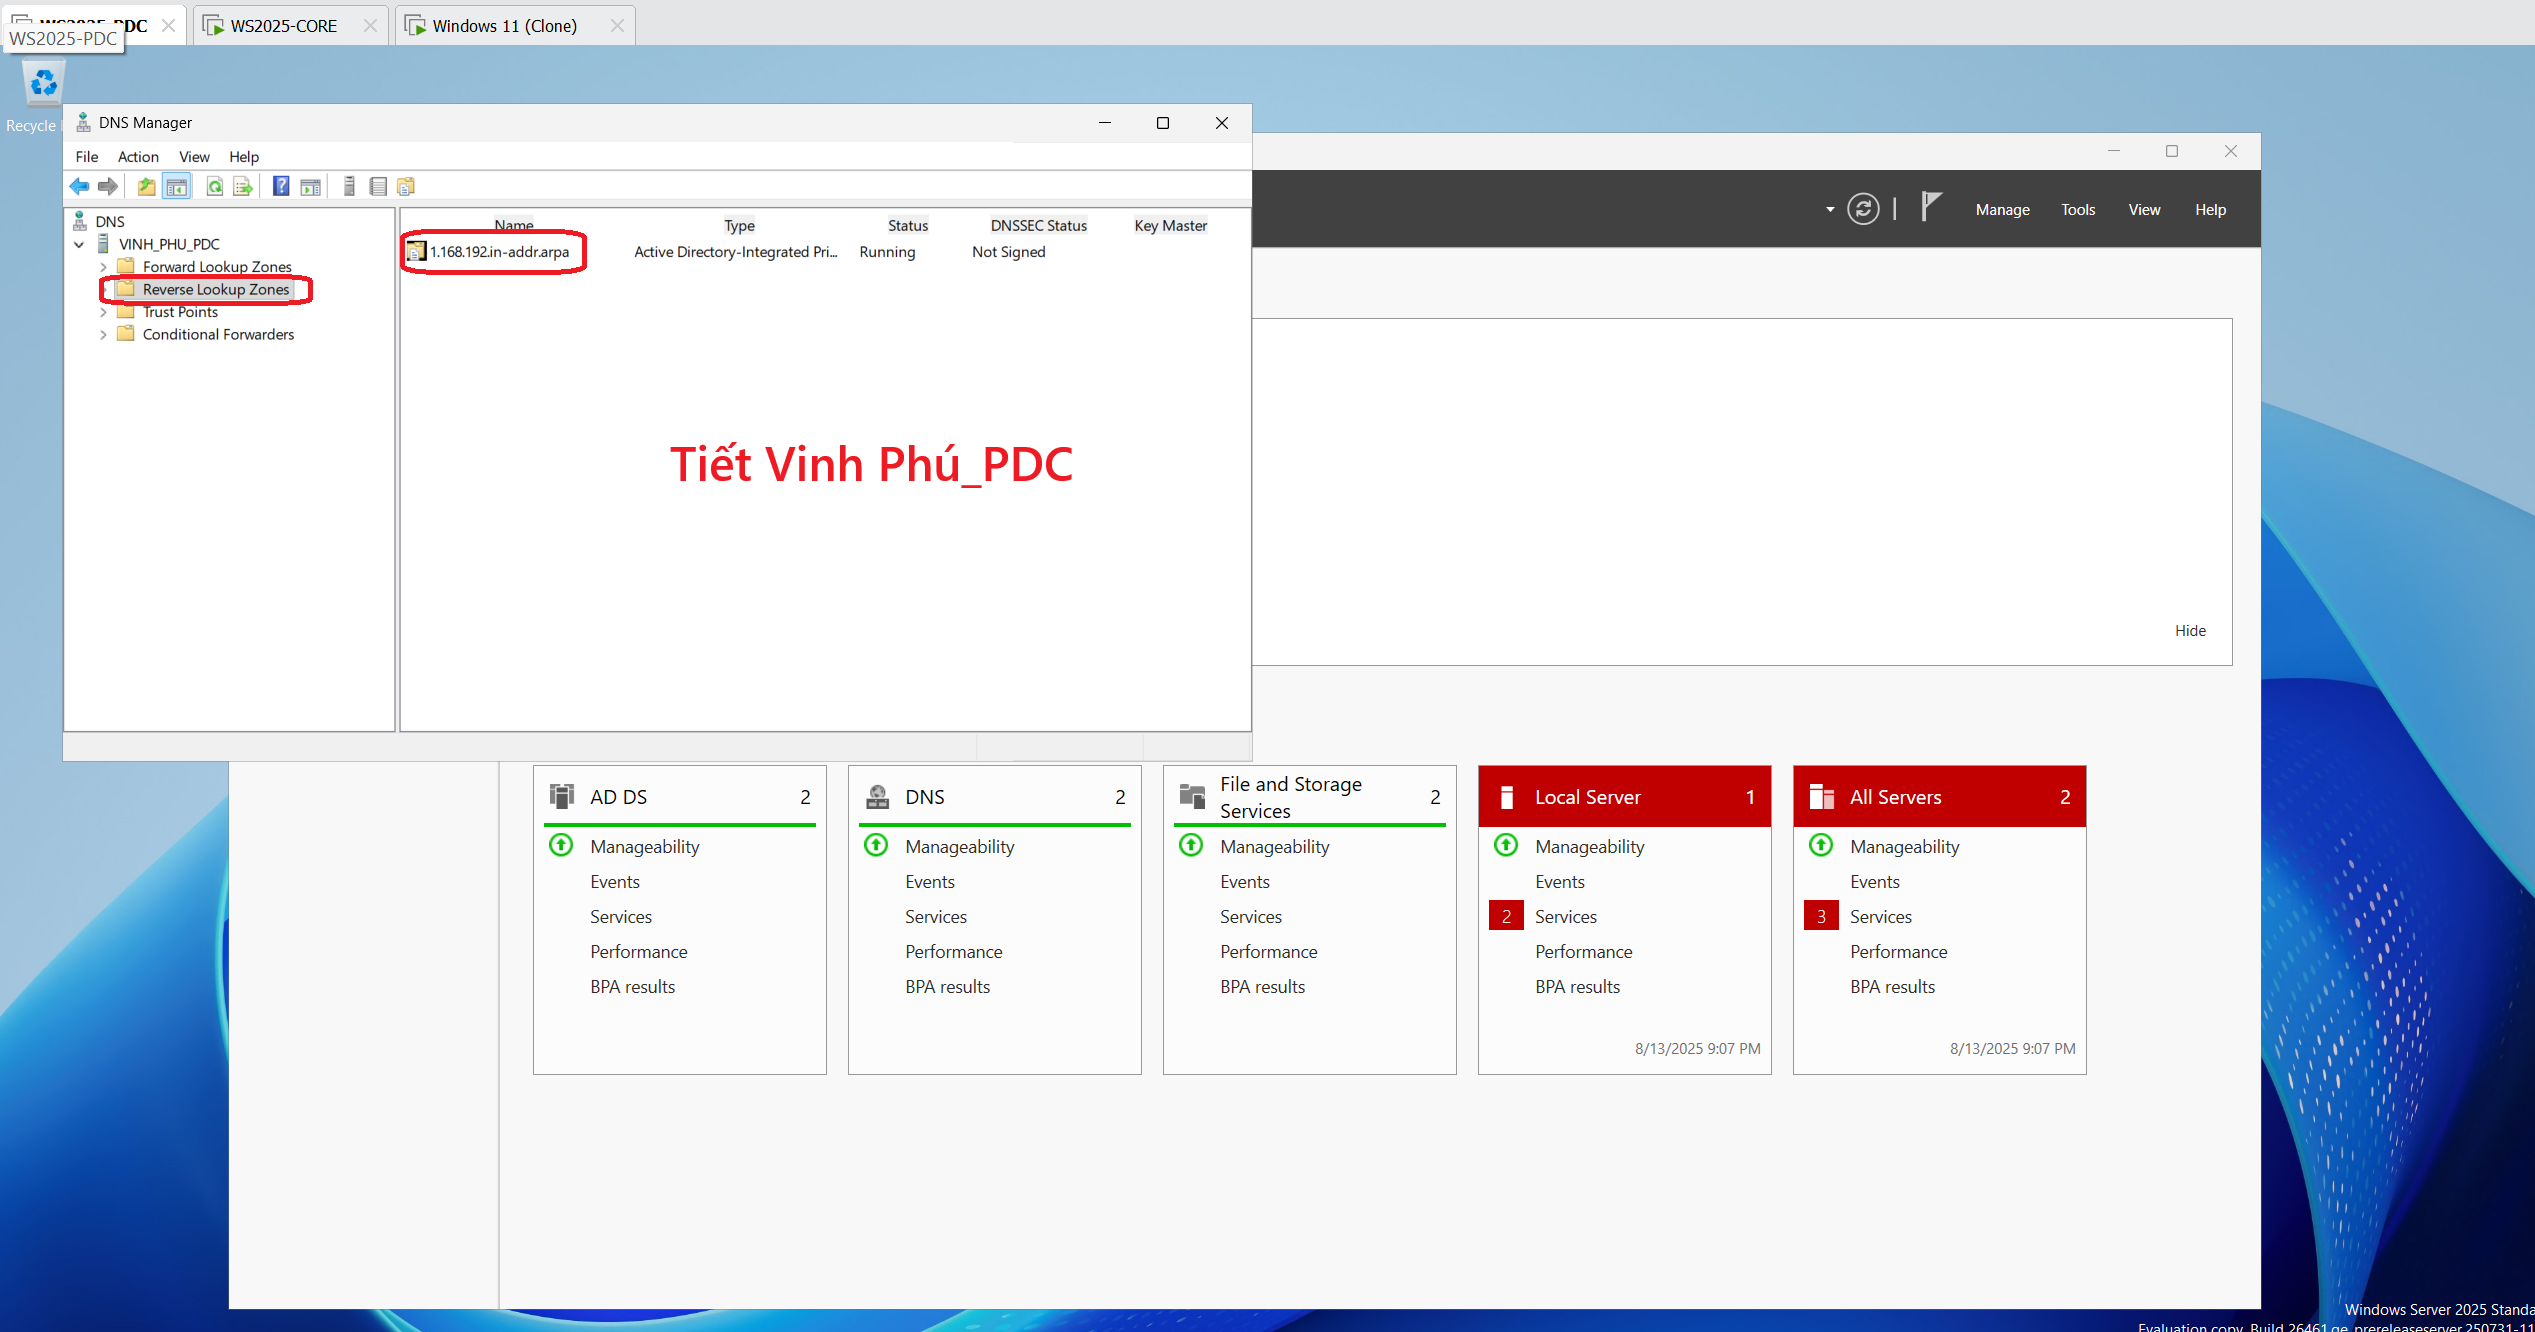 WS2025-PDC
WS2025-CORE
Windows 11 (Clone)
WS2025-PDC
Recycle
DNS Manager
File Action View Help
DNS
VINH_PHU_PDC
Forward Lookup Zones
Reverse Lookup Zones
Trust Points
Conditional Forwarders
Name Type Status DNSSEC Status Key Master
1.168.192.in-addr.arpa Active Directory-Integrated Pri... Running Not Signed
Tiết Vinh Phú_PDC
Manage Tools View Help
Hide
AD DS 2
Manageability
Events
Services
Performance
BPA results
DNS 2
Manageability
Events
Services
Performance
BPA results
File and Storage
Services 2
Manageability
Events
Services
Performance
BPA results
Local Server 1
Manageability
Events
2 Services
Performance
BPA results
8/13/2025 9:07 PM
All Servers 2
Manageability
Events
3 Services
Performance
BPA results
8/13/2025 9:07 PM
Windows Server 2025 Standa
Evaluation copy. Build 26461.ge_prereleaseserver.250731-11